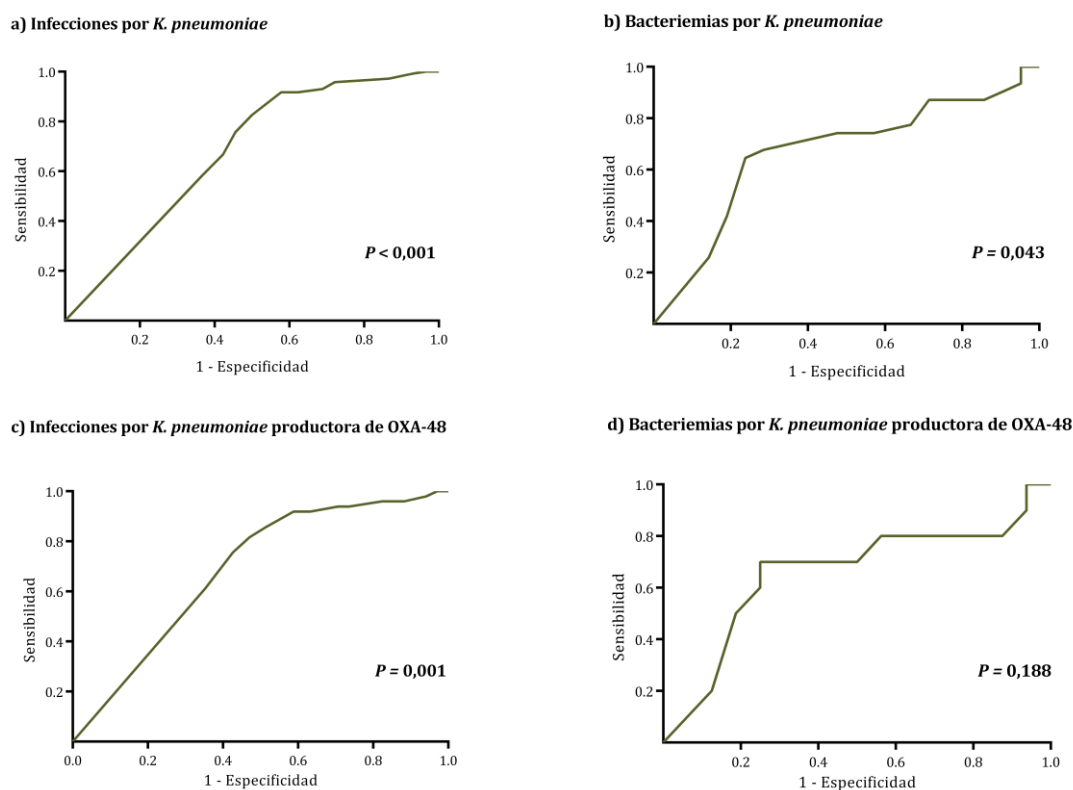 a) Infecciones por K. pneumoniae
1.0
0.8
0.6
0.4
0.2
Sensibilidad
P < 0,001
0.2 0.4 0.6 0.8 1.0
1 - Especificidad
b) Bacteriemias por K. pneumoniae
1.0
0.8
0.6
0.4
0.2
Sensibilidad
P = 0,043
0.2 0.4 0.6 0.8 1.0
1 - Especificidad
c) Infecciones por K. pneumoniae productora de OXA-48
1.0
0.8
0.6
0.4
0.2
Sensibilidad
P = 0,001
0.0 0.2 0.4 0.6 0.8 1.0
1 - Especificidad
d) Bacteriemias por K. pneumoniae productora de OXA-48
1.0
0.8
0.6
0.4
0.2
Sensibilidad
P = 0,188
0.2 0.4 0.6 0.8 1.0
1 - Especificidad